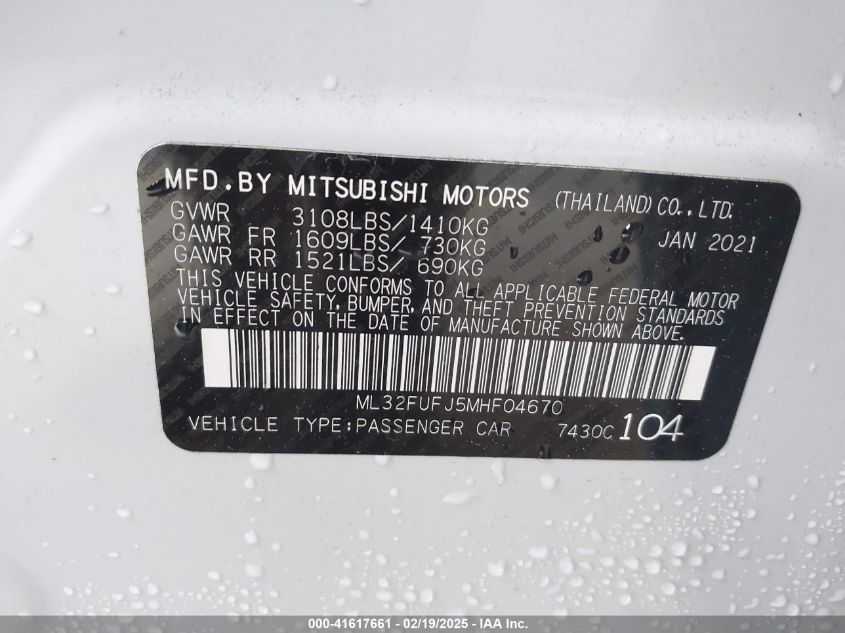 MFD.BY MITSUBISHI MOTORS (THAILAND) CO., LTD.
GVWR 3108LBS/1410KG JAN 2021
GAWR FR 1609LBS/ 730KG
GAWR RR 1521LBS/ 690KG
THIS VEHICLE CONFORMS TO ALL APPLICABLE FEDERAL MOTOR
VEHICLE SAFETY, BUMPER, AND THEFT PREVENTION STANDARDS
IN EFFECT ON THE DATE OF MANUFACTURE SHOWN ABOVE.
ML32FUFJ5MHF04670
VEHICLE TYPE:PASSENGER CAR 7430C 104
000-41617661 - 02/19/2025 - IAA Inc.